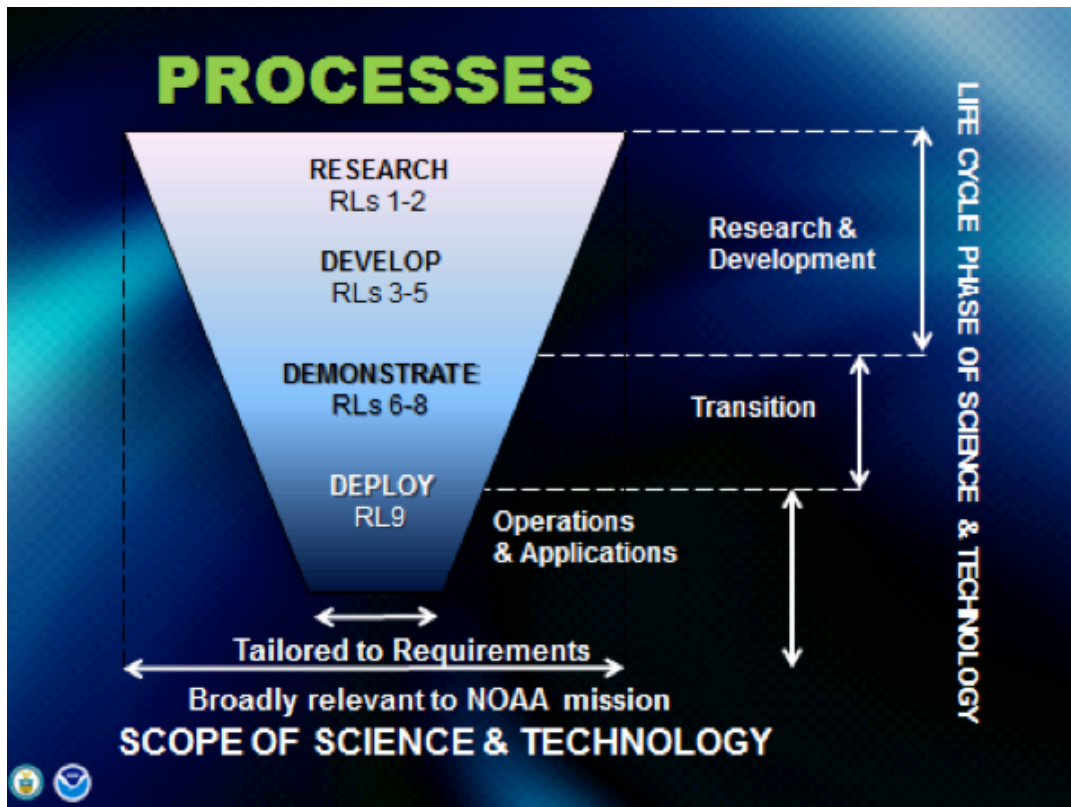 PROCESSES
RESEARCH
RLs 1-2
DEVELOP
RLs 3-5
DEMONSTRATE
RLs 6-8
DEPLOY
RL9
Research &
Development
Transition
Operations
& Applications
Tailored to Requirements
Broadly relevant to NOAA mission
SCOPE OF SCIENCE & TECHNOLOGY
LIFE CYCLE PHASE OF SCIENCE & TECHNOLOGY